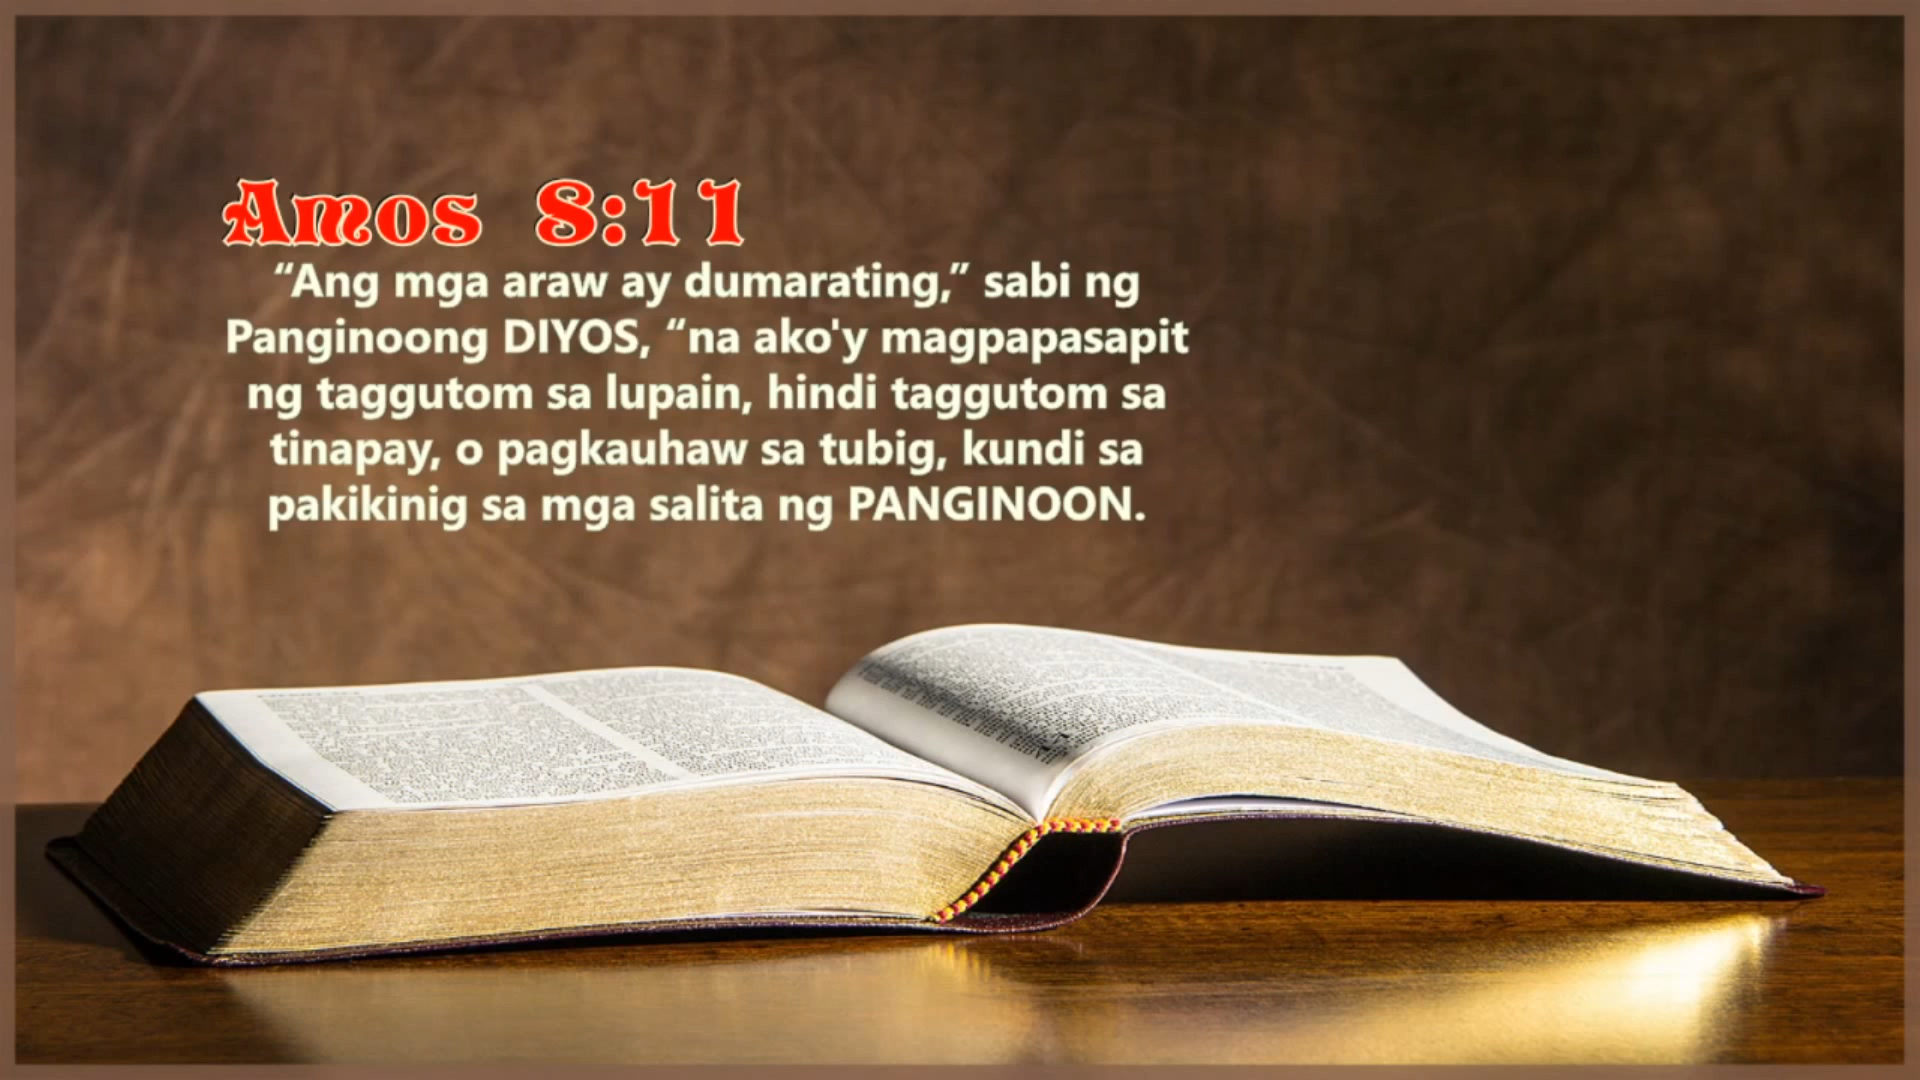 Amos 8:11
“Ang mga araw ay dumarating,” sabi ng
Panginoong DIYOS, “na ako'y magpapasapit
ng taggutom sa lupain, hindi taggutom sa
tinapay, o pagkauhaw sa tubig, kundi sa
pakikinig sa mga salita ng PANGINOON.